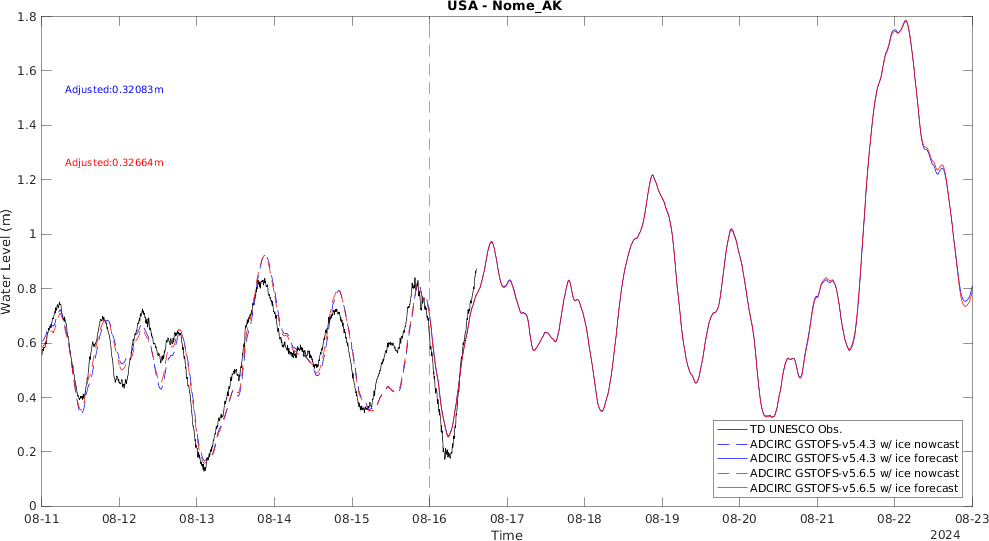 USA - Nome_AK
Water Level (m)
1.8
1.6
1.4
1.2
1
0.8
0.6
0.4
0.2
0
Adjusted:0.32083m
Adjusted:0.32664m
TD UNESCO Obs.
ADCIRC GSTOFS-v5.4.3 w/ ice nowcast
ADCIRC GSTOFS-v5.4.3 w/ ice forecast
ADCIRC GSTOFS-v5.6.5 w/ ice nowcast
ADCIRC GSTOFS-v5.6.5 w/ ice forecast
08-11 08-12 08-13 08-14 08-15 08-16 08-17 08-18 08-19 08-20 08-21 08-22 08-23
Time
2024